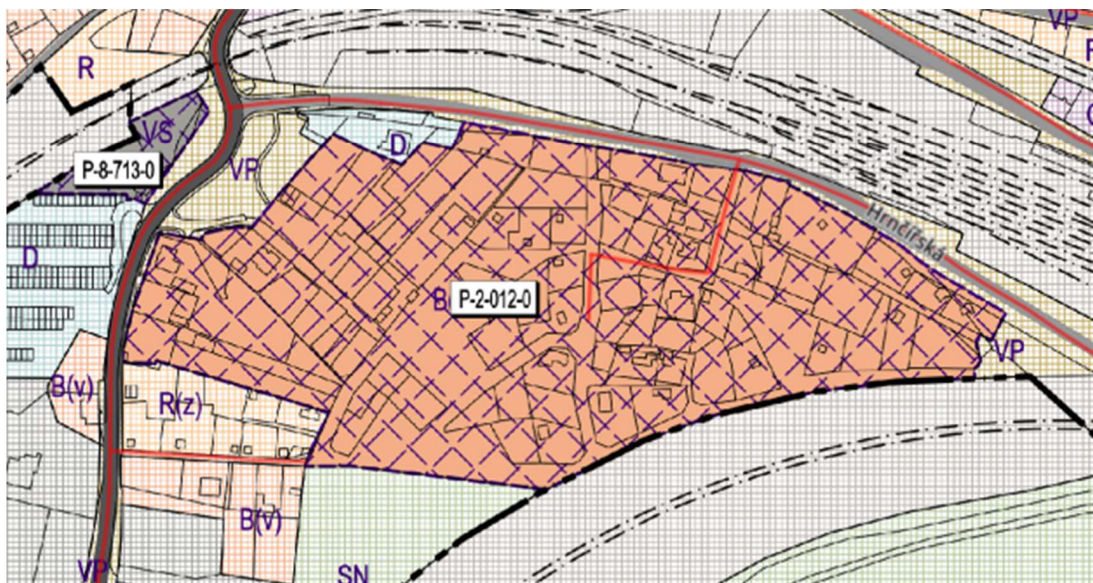 VP
R
VS
P-8-713-0
D
VP
D
Hrnčířská
P-2-012-0
VP
B(v)
R(z)
B(v)
VP
SN